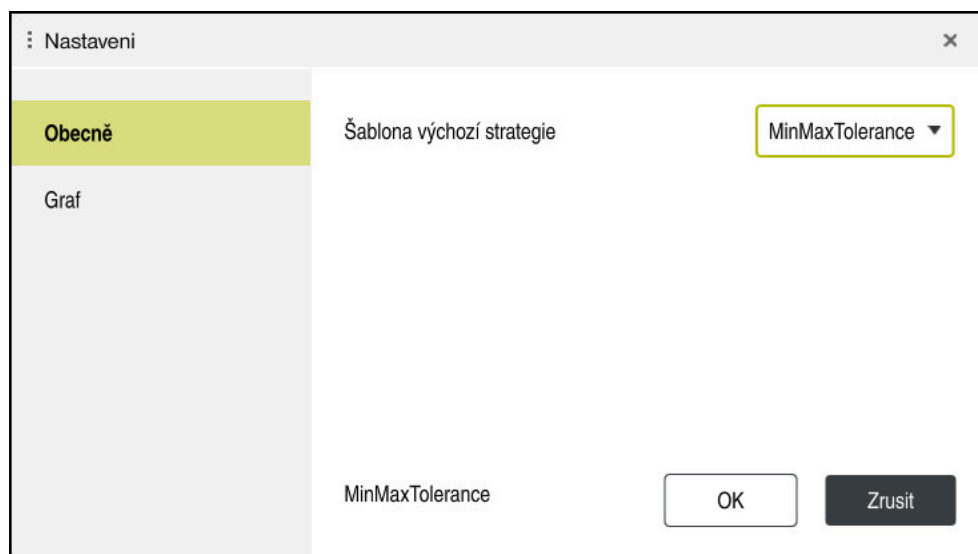 Nastaveni
Obecně
Šablona výchozí strategie
MinMaxTolerance
Graf
MinMaxTolerance
OK
Zrusit